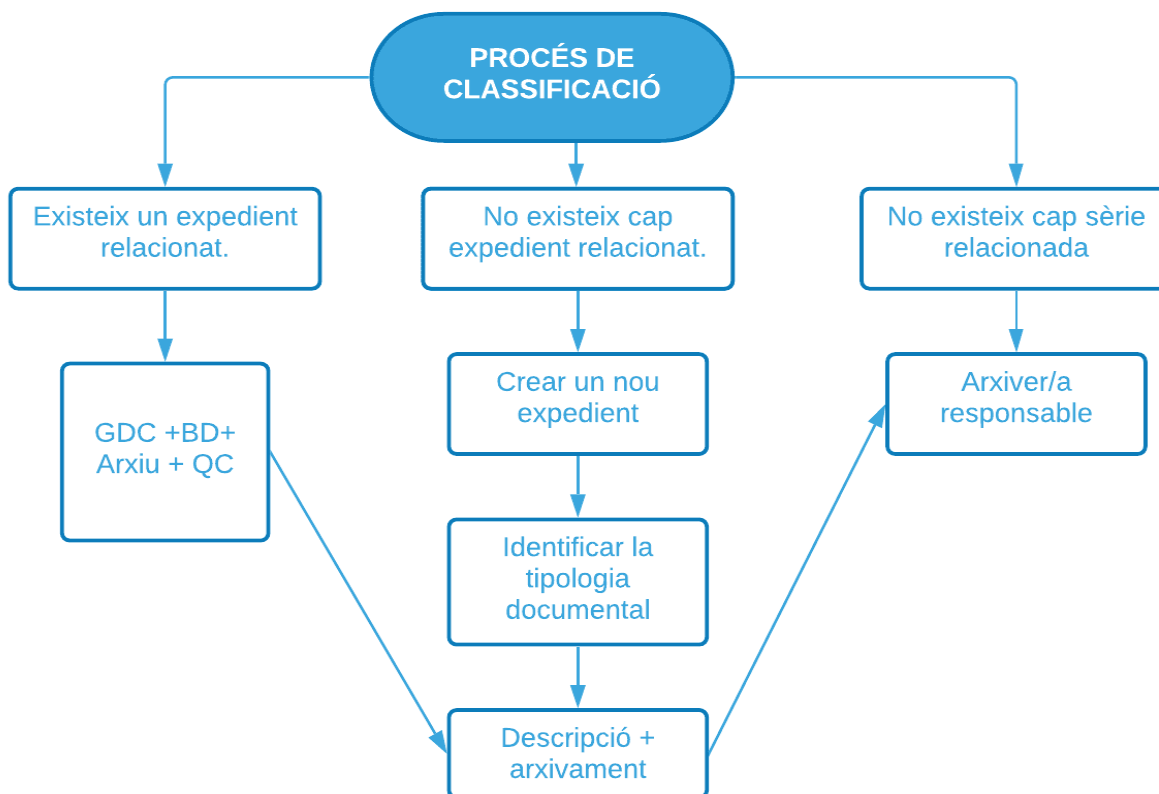 PROCÉS DE
CLASSIFICACIÓ
Existeix un expedient
relacionat.
No existeix cap
expedient relacionat.
No existeix cap sèrie
relacionada
GDC +BD+
Arxiu + QC
Crear un nou
expedient
Arxiver/a
responsable
Identificar la
tipologia
documental
Descripció +
arxivament